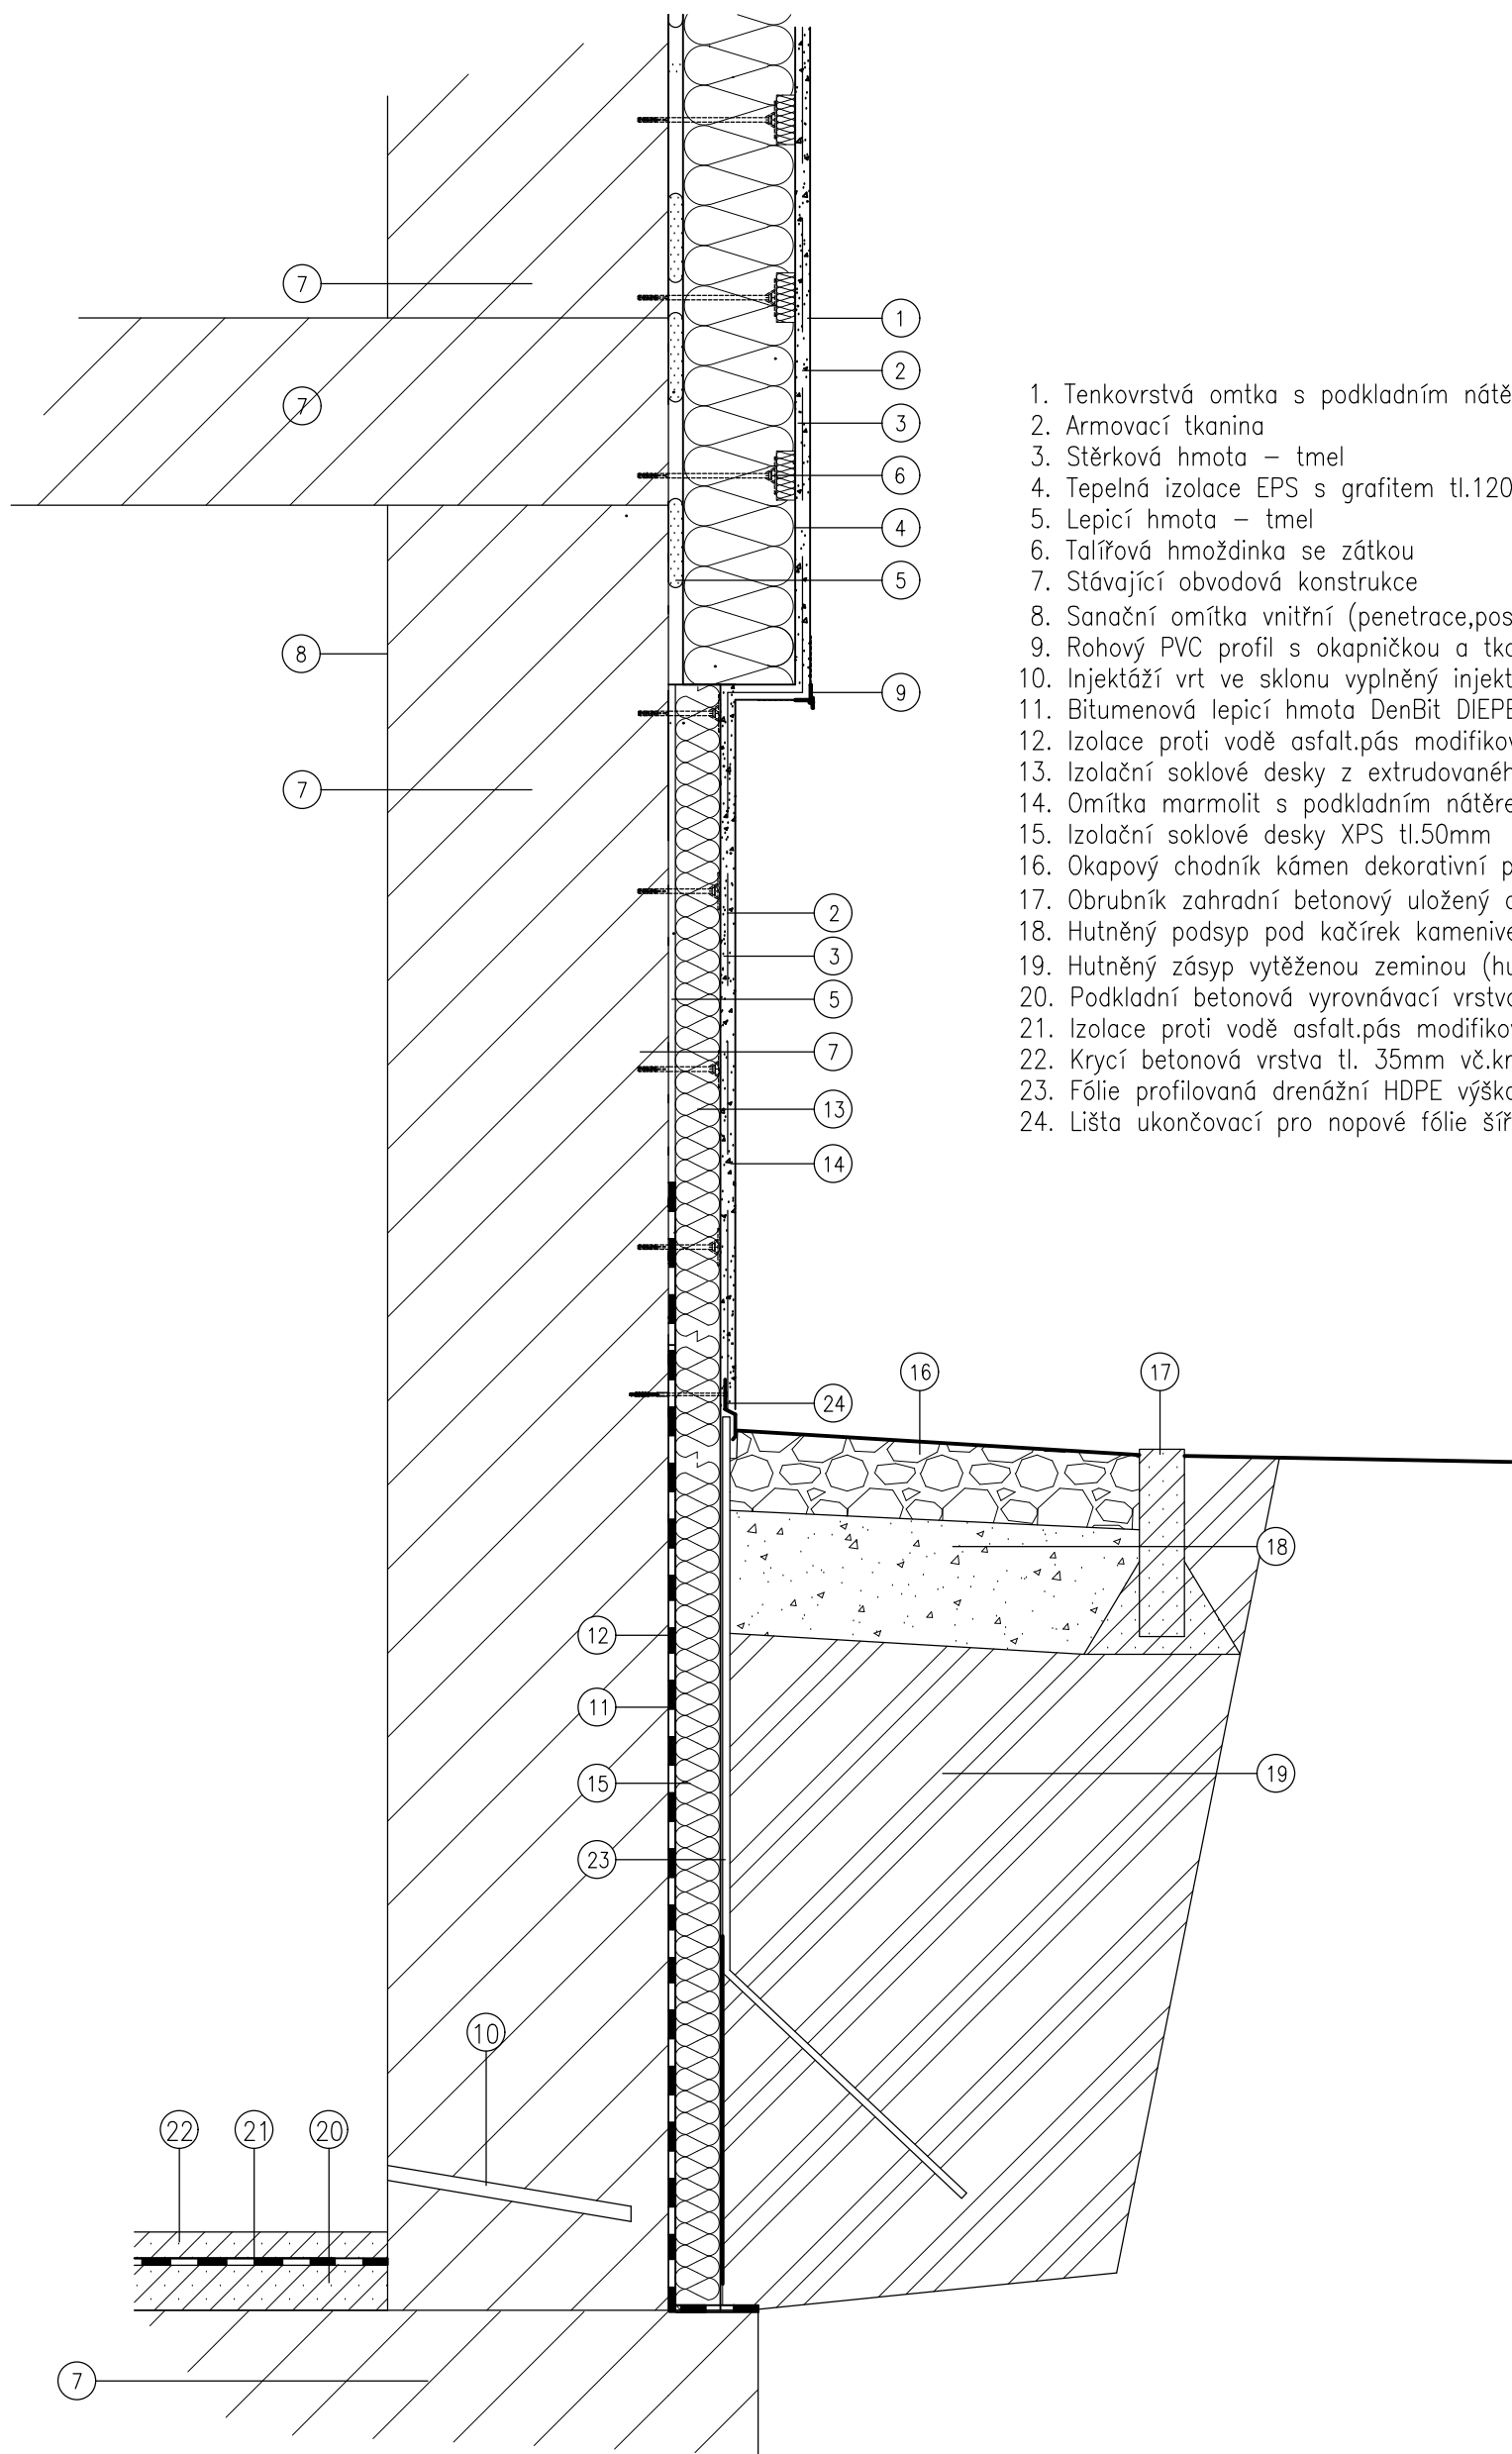 7
1
2
7
1. Tenkovrstvá omtka s podkladním nátě
2. Armovací tkanina
3
3. Stěrková hmota – tmel
6
4. Tepelná izolace EPS s grafitem tl.120
5. Lepicí hmota – tmel
4
6. Talířová hmoždinka se zátkou
5
7. Stávající obvodová konstrukce
8. Sanační omítka vnitřní (penetrace,pos
8
9. Rohový PVC profil s okapničkou a tka
10. Injektáží vrt ve sklonu vyplněný injekt
9
11. Bitumenová lepicí hmota DenBit DIEPE
12. Izolace proti vodě asfalt.pás modifikov
13. Izolační soklové desky z extrudovanéh
7
14. Omítka marmolit s podkladním nátěre
15. Izolační soklové desky XPS tl.50mm
16. Okapový chodník kámen dekorativní p
17. Obrubník zahradní betonový uložený d
2
18. Hutněný podsyp pod kačírek kamenive
3
19. Hutněný zásyp vytěženou zeminou (hu
5
20. Podkladní betonová vyrovnávací vrstva
21. Izolace proti vodě asfalt.pás modifikov
7
22. Krycí betonová vrstva tl. 35mm vč.kr
23. Fólie profilovaná drenážní HDPE výška
13
24. Lišta ukončovací pro nopové fólie šíř
14
16
17
24
18
12
11
19
15
23
10
22
21
20
7